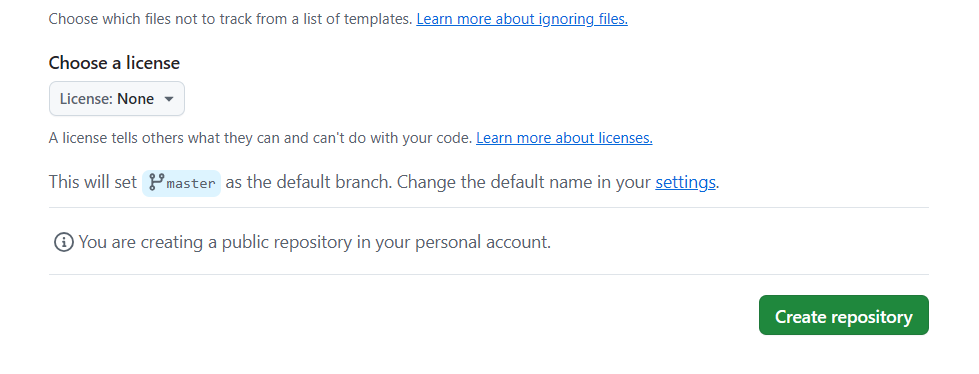 Choose which files not to track from a list of templates. Learn more about ignoring files.
Choose a license
License: None
A license tells others what they can and can't do with your code. Learn more about licenses.
This will set master as the default branch. Change the default name in your settings.
You are creating a public repository in your personal account.
Create repository